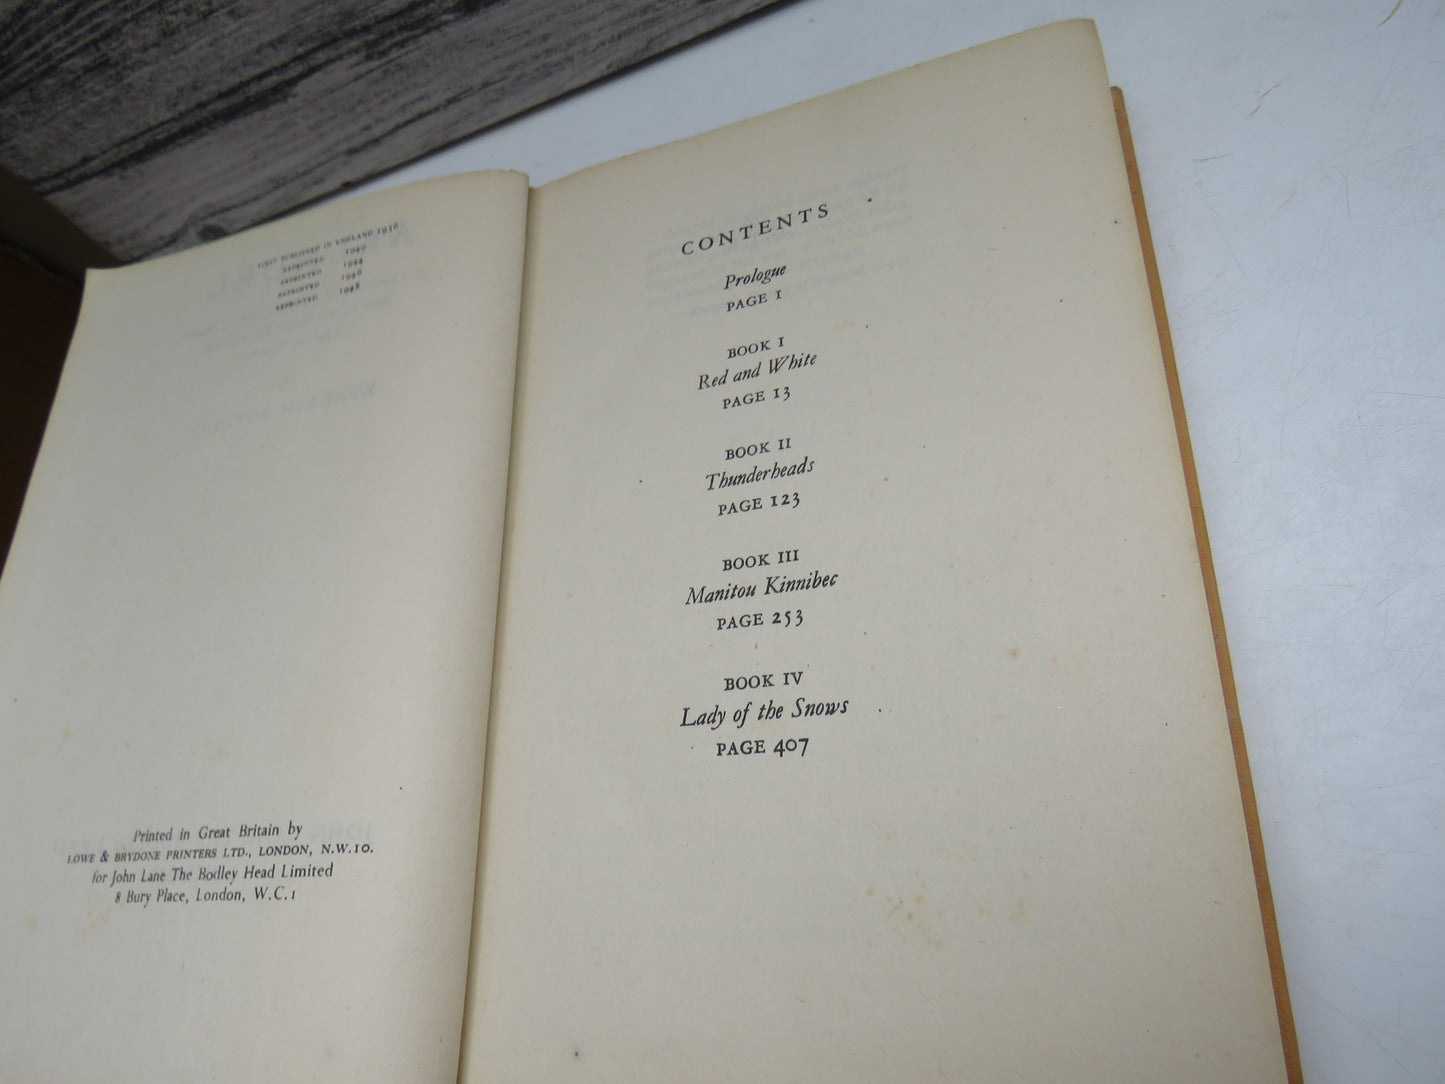 FIRST PUBLISHED IN ENGLAND 1936
REPRINTED 1940
REPRINTED 1944
REPRINTED 1946
REPRINTED 1948
Printed in Great Britain by
LOWE & BRYDONE PRINTERS LTD., LONDON, N.W.10.
for John Lane The Bodley Head Limited
8 Bury Place, London, W.C.1
CONTENTS
Prologue
PAGE 1
BOOK I
Red and White
PAGE 13
BOOK II
Thunderheads
PAGE 123
BOOK III
Manitou Kinnibec
PAGE 253
BOOK IV
Lady of the Snows
PAGE 407